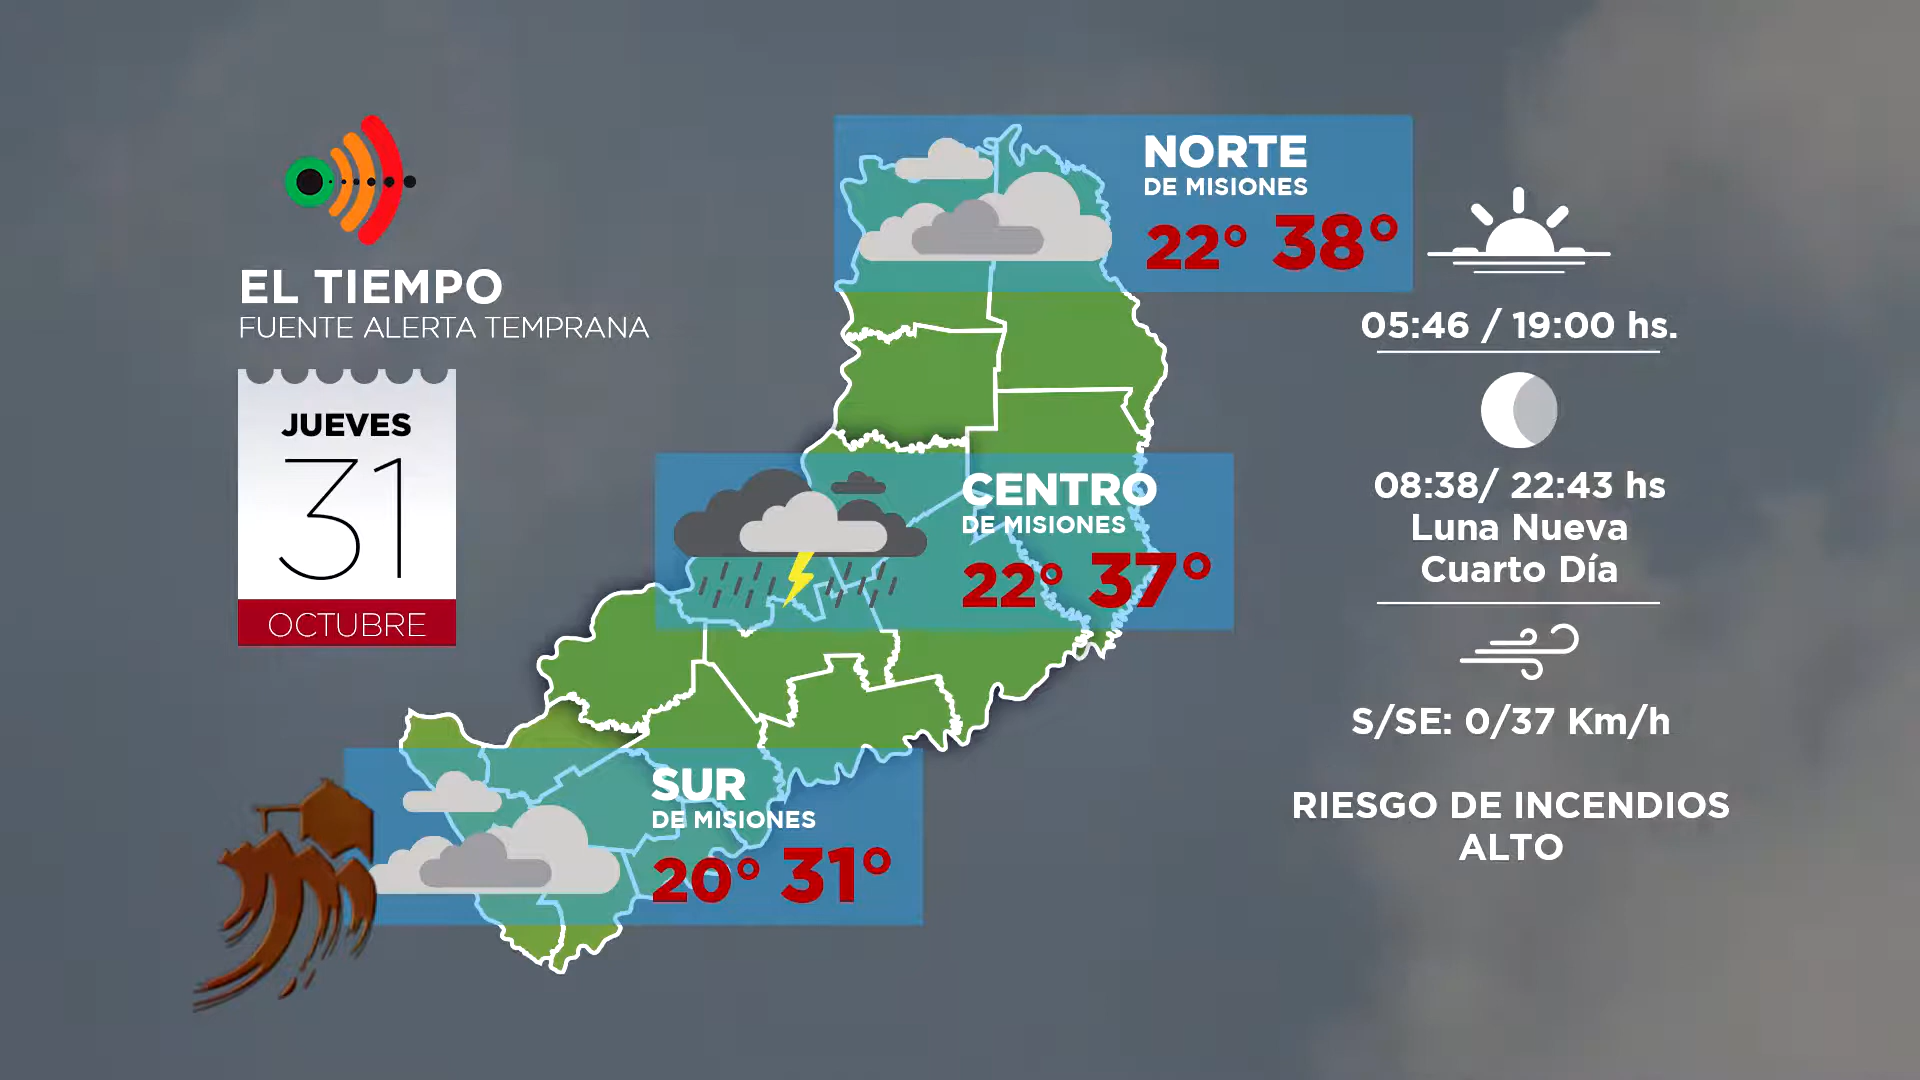 EL TIEMPO
FUENTE ALERTA TEMPRANA
JUEVES
31
OCTUBRE
NORTE
DE MISIONES
22° 38°
CENTRO
DE MISIONES
22° 37°
SUR
DE MISIONES
20° 31°
05:46 / 19:00 hs.
08:38/ 22:43 hs
Luna Nueva
Cuarto Día
S/SE: 0/37 Km/h
RIESGO DE INCENDIOS
ALTO